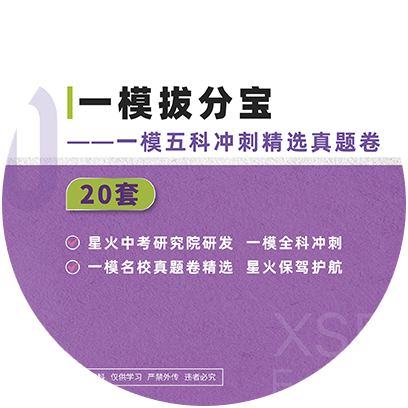 一模拔分宝
——一模五科冲刺精选真题卷
20套
星火中考研究院研发 一模全科冲刺
一模名校真题卷精选 星火保驾护航
XS
料 仅供学习 严禁外传 违者必究